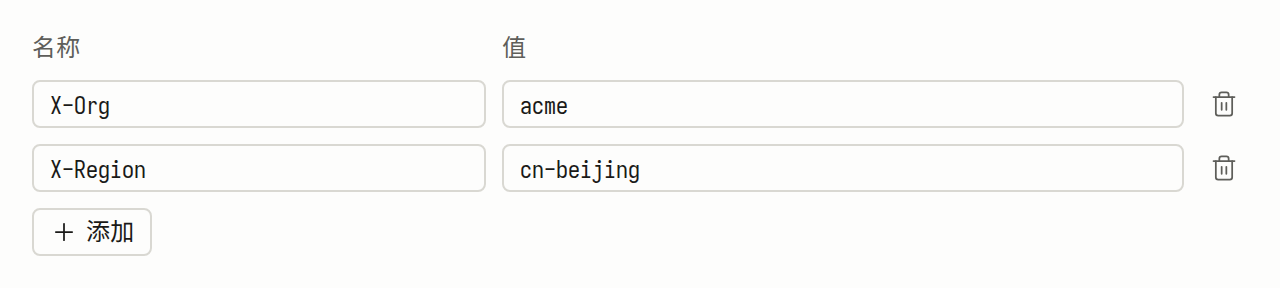 名称 值
X-Org acme
X-Region cn-beijing
添加